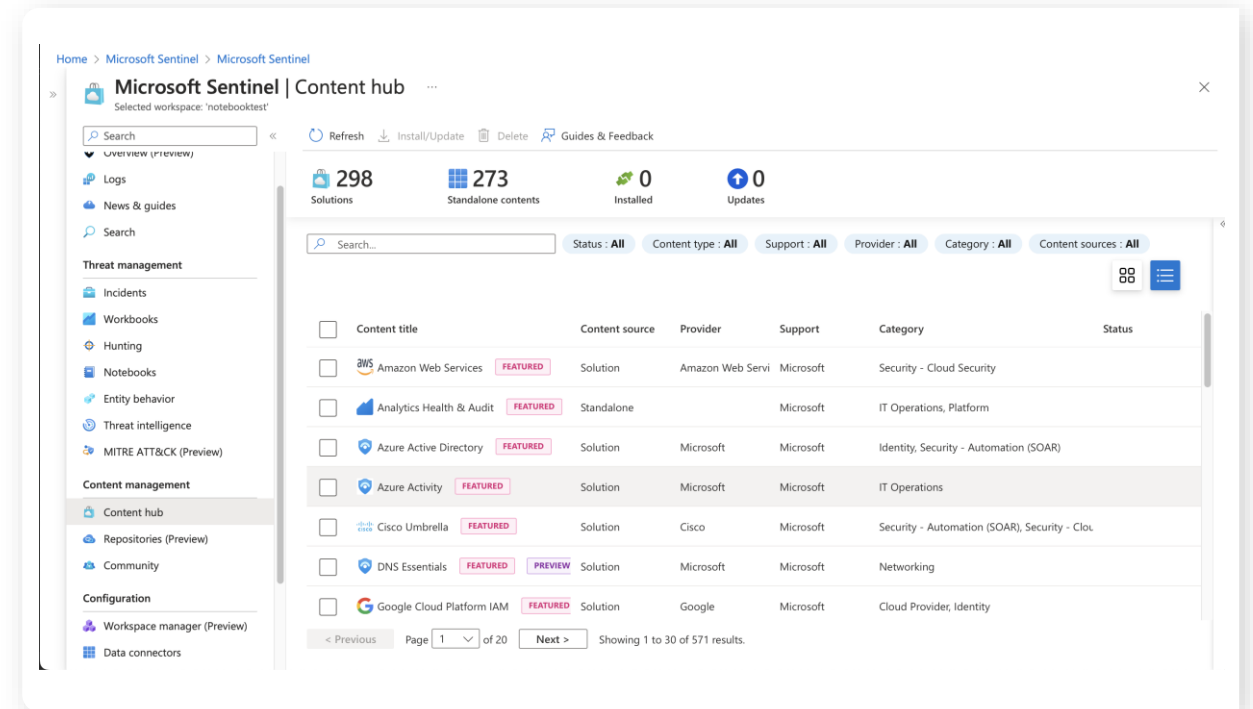 Home > Microsoft Sentinel > Microsoft Sentinel
Microsoft Sentinel | Content hub ...
Selected workspace: 'notebooktest'
Search
Overview (Preview)
Logs
News & guides
Search
Threat management
Incidents
Workbooks
Hunting
Notebooks
Entity behavior
Threat intelligence
MITRE ATT&CK (Preview)
Content management
Content hub
Repositories (Preview)
Community
Configuration
Workspace manager (Preview)
Data connectors
Refresh Install/Update Delete Guides & Feedback
298 273 0 0
Solutions Standalone contents Installed Updates
Search... Status : All Content type : All Support : All Provider : All Category : All Content sources : All
Content title Content source Provider Support Category Status
aws Amazon Web Services FEATURED Solution Amazon Web Servi Microsoft Security - Cloud Security
Analytics Health & Audit FEATURED Standalone Microsoft IT Operations, Platform
Azure Active Directory FEATURED Solution Microsoft Microsoft Identity, Security - Automation (SOAR)
Azure Activity FEATURED Solution Microsoft Microsoft IT Operations
cisco Cisco Umbrella FEATURED Solution Cisco Microsoft Security - Automation (SOAR), Security - Clou
DNS Essentials FEATURED PREVIEW Solution Microsoft Microsoft Networking
Google Cloud Platform IAM FEATURED Solution Google Microsoft Cloud Provider, Identity
< Previous Page 1 of 20 Next > Showing 1 to 30 of 571 results.